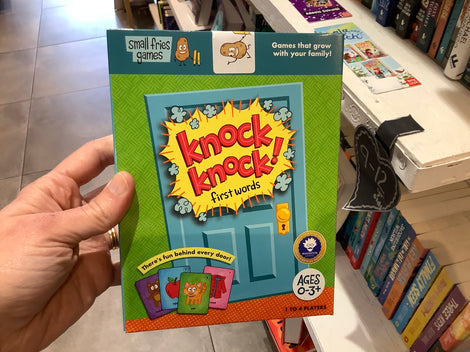 small fries
games
Games that grow
with your family!
knock
knock!
first words
There's fun behind every door!
AGES
0-3+
1 TO 4 PLAYERS